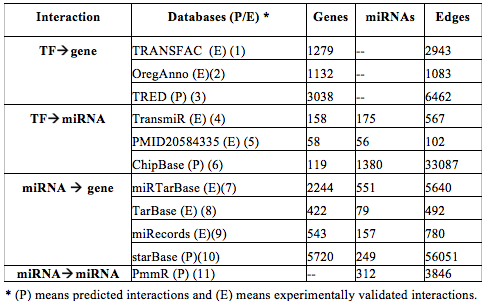 Interaction Databases (P/E) * Genes miRNAs Edges
TF→gene TRANSFAC (E) (1) 1279 -- 2943
OregAnno (E)(2) 1132 -- 1083
TRED (P) (3) 3038 -- 6462
TF→miRNA TransmiR (E) (4) 158 175 567
PMID20584335 (E) (5) 58 56 102
ChipBase (P) (6) 119 1380 33087
miRNA → gene miRTarBase (E)(7) 2244 551 5640
TarBase (E) (8) 422 79 492
miRecords (E)(9) 543 157 780
starBase (P)(10) 5720 249 56051
miRNA→miRNA PmmR (P) (11) -- 312 3846
* (P) means predicted interactions and (E) means experimentally validated interactions.